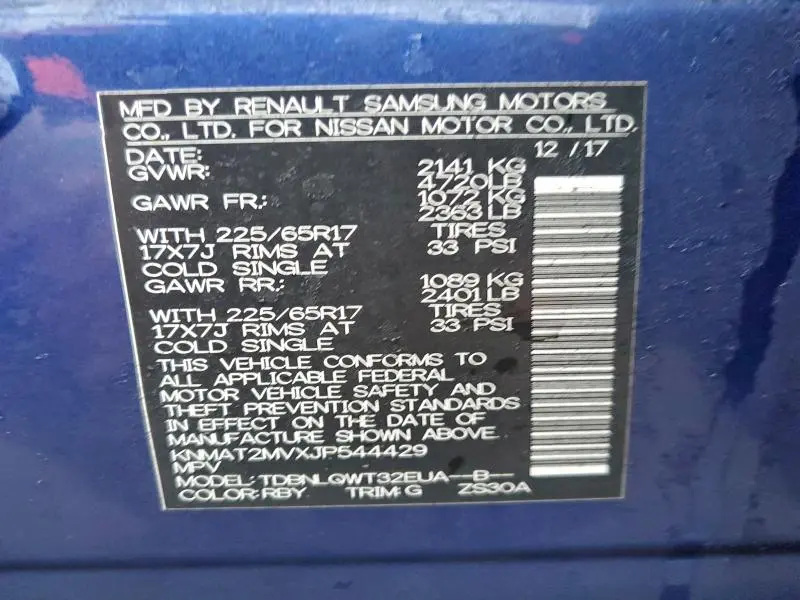 MFD BY RENAULT SAMSUNG MOTORS
CO., LTD. FOR NISSAN MOTOR CO., LTD.
DATE: 12 /17
GVWR: 2141 KG
4720LB
GAWR FR.: 1072 KG
2363 LB
WITH 225/65R17 TIRES
17X7J RIMS AT 33 PSI
COLD SINGLE
GAWR RR.: 1089 KG
2401LB
WITH 225/65R17 TIRES
17X7J RIMS AT 33 PSI
COLD SINGLE
THIS VEHICLE CONFORMS TO
ALL APPLICABLE FEDERAL
MOTOR VEHICLE SAFETY AND
THEFT PREVENTION STANDARDS
IN EFFECT ON THE DATE OF
MANUFACTURE SHOWN ABOVE.
KNMAT2MVXJP544429
MPV
MODEL: TDBNLQWT32EUA--B--
COLOR: RBY TRIM: G ZS30A